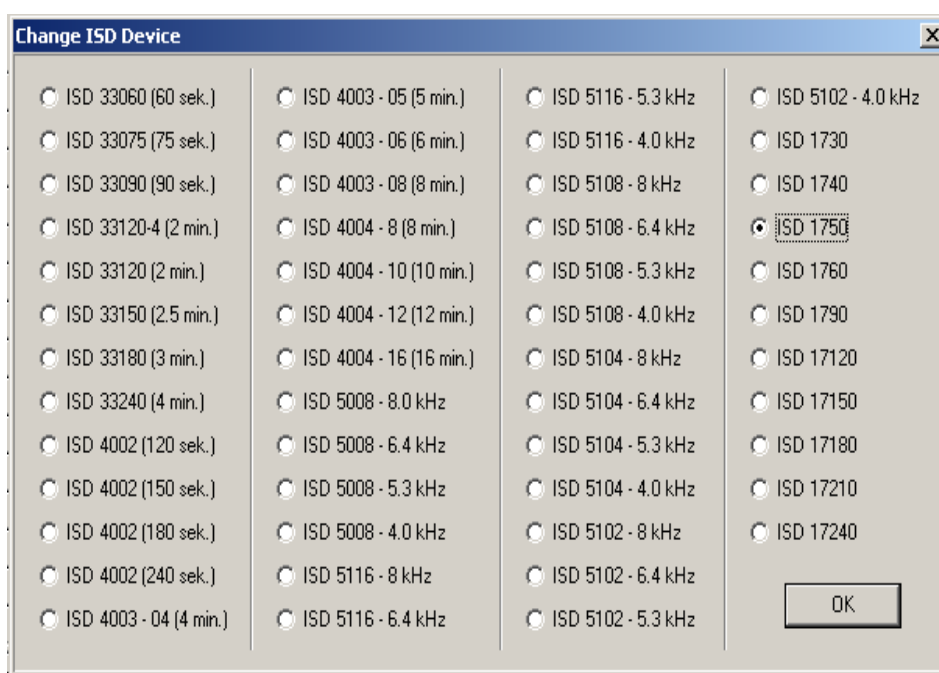 Change ISD Device
ISD 33060 (60 sek.)
ISD 33075 (75 sek.)
ISD 33090 (90 sek.)
ISD 33120-4 (2 min.)
ISD 33120 (2 min.)
ISD 33150 (2.5 min.)
ISD 33180 (3 min.)
ISD 33240 (4 min.)
ISD 4002 (120 sek.)
ISD 4002 (150 sek.)
ISD 4002 (180 sek.)
ISD 4002 (240 sek.)
ISD 4003 - 04 (4 min.)
ISD 4003 - 05 (5 min.)
ISD 4003 - 06 (6 min.)
ISD 4003 - 08 (8 min.)
ISD 4004 - 8 (8 min.)
ISD 4004 - 10 (10 min.)
ISD 4004 - 12 (12 min.)
ISD 4004 - 16 (16 min.)
ISD 5008 - 8.0 kHz
ISD 5008 - 6.4 kHz
ISD 5008 - 5.3 kHz
ISD 5008 - 4.0 kHz
ISD 5116 - 8 kHz
ISD 5116 - 6.4 kHz
ISD 5116 - 5.3 kHz
ISD 5116 - 4.0 kHz
ISD 5108 - 8 kHz
ISD 5108 - 6.4 kHz
ISD 5108 - 5.3 kHz
ISD 5108 - 4.0 kHz
ISD 5104 - 8 kHz
ISD 5104 - 6.4 kHz
ISD 5104 - 5.3 kHz
ISD 5104 - 4.0 kHz
ISD 5102 - 8 kHz
ISD 5102 - 6.4 kHz
ISD 5102 - 5.3 kHz
ISD 5102 - 4.0 kHz
ISD 1730
ISD 1740
ISD 1750
ISD 1760
ISD 1790
ISD 17120
ISD 17150
ISD 17180
ISD 17210
ISD 17240
OK